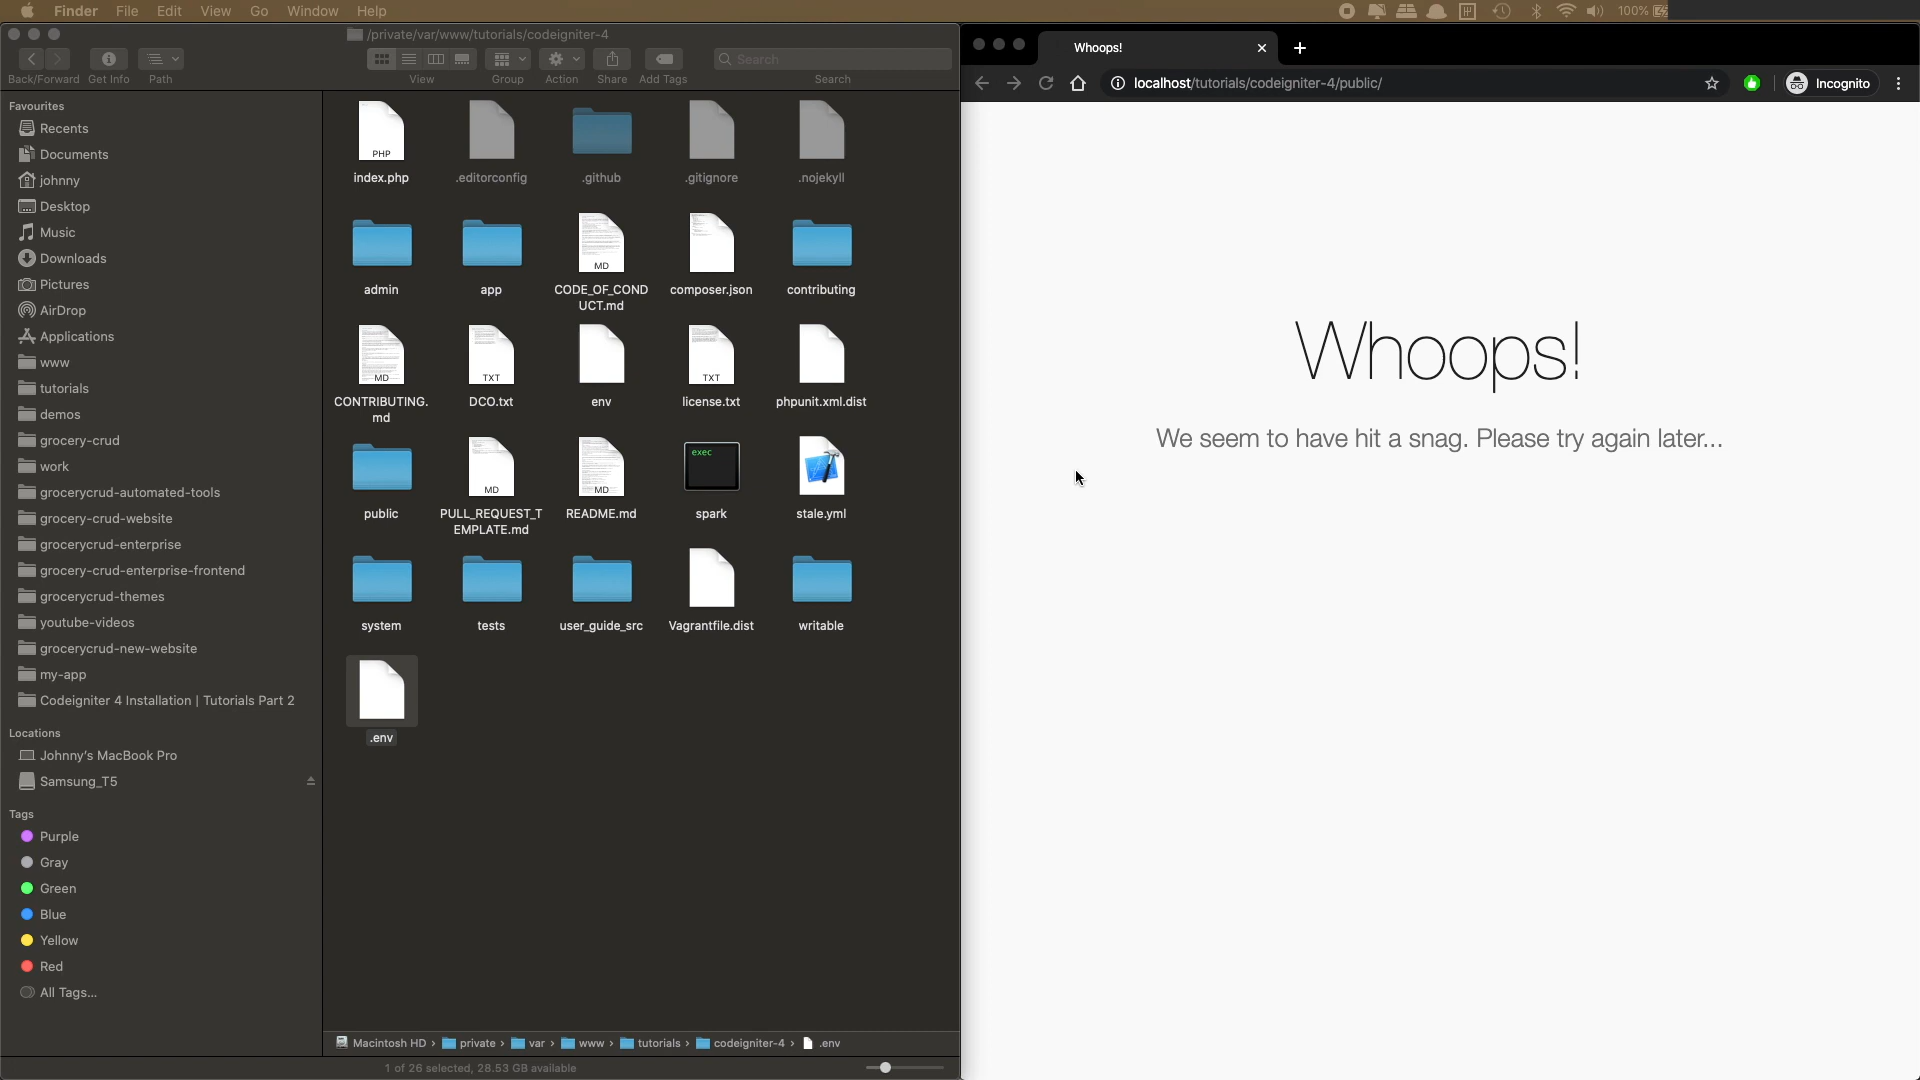 Finder File Edit View Go Window Help
100%
/private/var/www/tutorials/codeigniter-4
Back/Forward Get Info Path View Group Action Share Add Tags Search
Search
Favourites
Recents
Documents
johnny
Desktop
Music
Downloads
Pictures
AirDrop
Applications
www
tutorials
demos
grocery-crud
work
grocerycrud-automated-tools
grocery-crud-website
grocerycrud-enterprise
grocery-crud-enterprise-frontend
grocerycrud-themes
youtube-videos
grocerycrud-new-website
my-app
Codeigniter 4 Installation | Tutorials Part 2
Locations
Johnny's MacBook Pro
Samsung_T5
Tags
Purple
Gray
Green
Blue
Yellow
Red
All Tags...
PHP
index.php .editorconfig .github .gitignore .nojekyll
MD
admin app CODE_OF_COND composer.json contributing
UCT.md
MD TXT TXT
CONTRIBUTING. DCO.txt env license.txt phpunit.xml.dist
md
exec
MD MD
public PULL_REQUEST_T README.md spark stale.yml
EMPLATE.md
system tests user_guide_src Vagrantfile.dist writable
.env
Macintosh HD › private › var › www › tutorials › codeigniter-4 › .env
1 of 26 selected, 28.53 GB available
Whoops!
localhost/tutorials/codeigniter-4/public/
Incognito
Whoops!
We seem to have hit a snag. Please try again later...